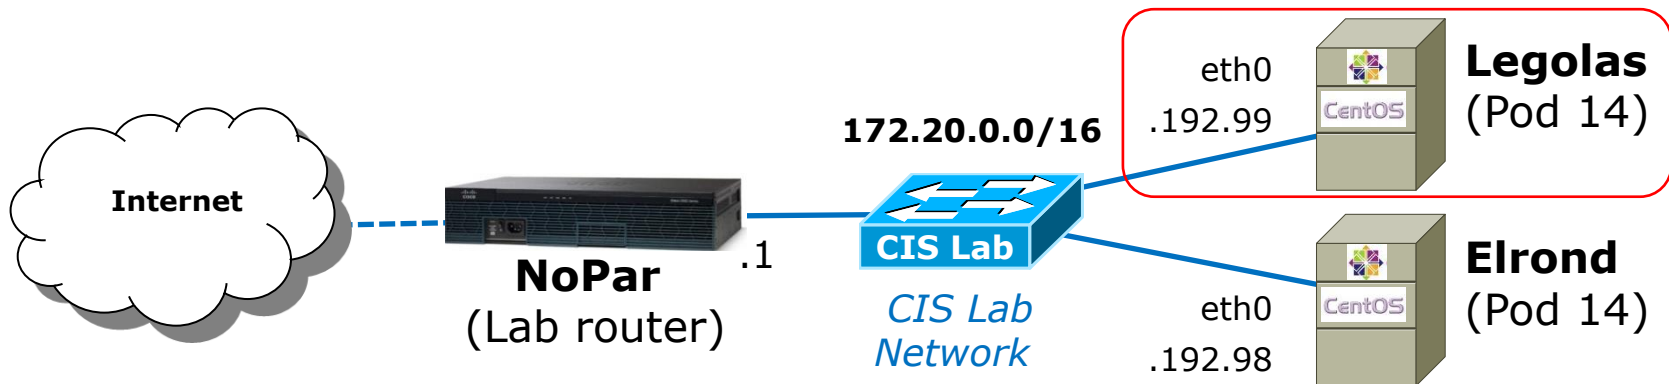 Internet
NoPar
(Lab router)
.1
172.20.0.0/16
CIS Lab
CIS Lab
Network
eth0
.192.99
CentOS
Legolas
(Pod 14)
eth0
.192.98
CentOS
Elrond
(Pod 14)